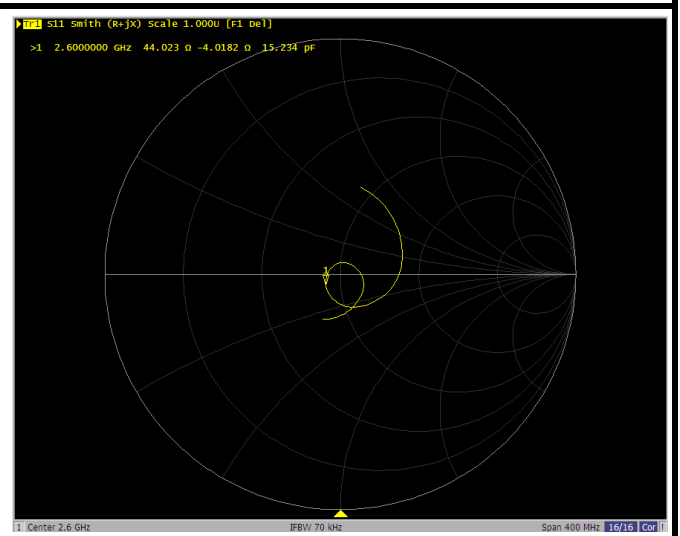 Tr1 S11 Smith (R+jX) Scale 1.000U [F1 Del]
>1 2.6000000 GHz 44.023 Ω -4.0182 Ω 15.234 pF
1
1 Center 2.6 GHz IFBW 70 kHz Span 400 MHz 16/16 Cor !